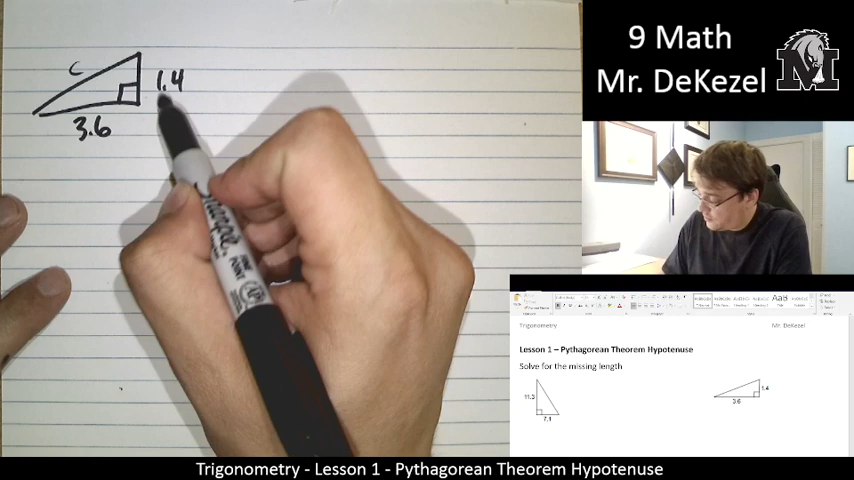 9 Math
Mr. DeKezel
M
c
1.4
3.6
Sharpie
Trigonometry
Mr. DeKezel
Lesson 1 – Pythagorean Theorem Hypotenuse
Solve for the missing length
11.3
7.1
1.4
3.6
Trigonometry - Lesson 1 - Pythagorean Theorem Hypotenuse